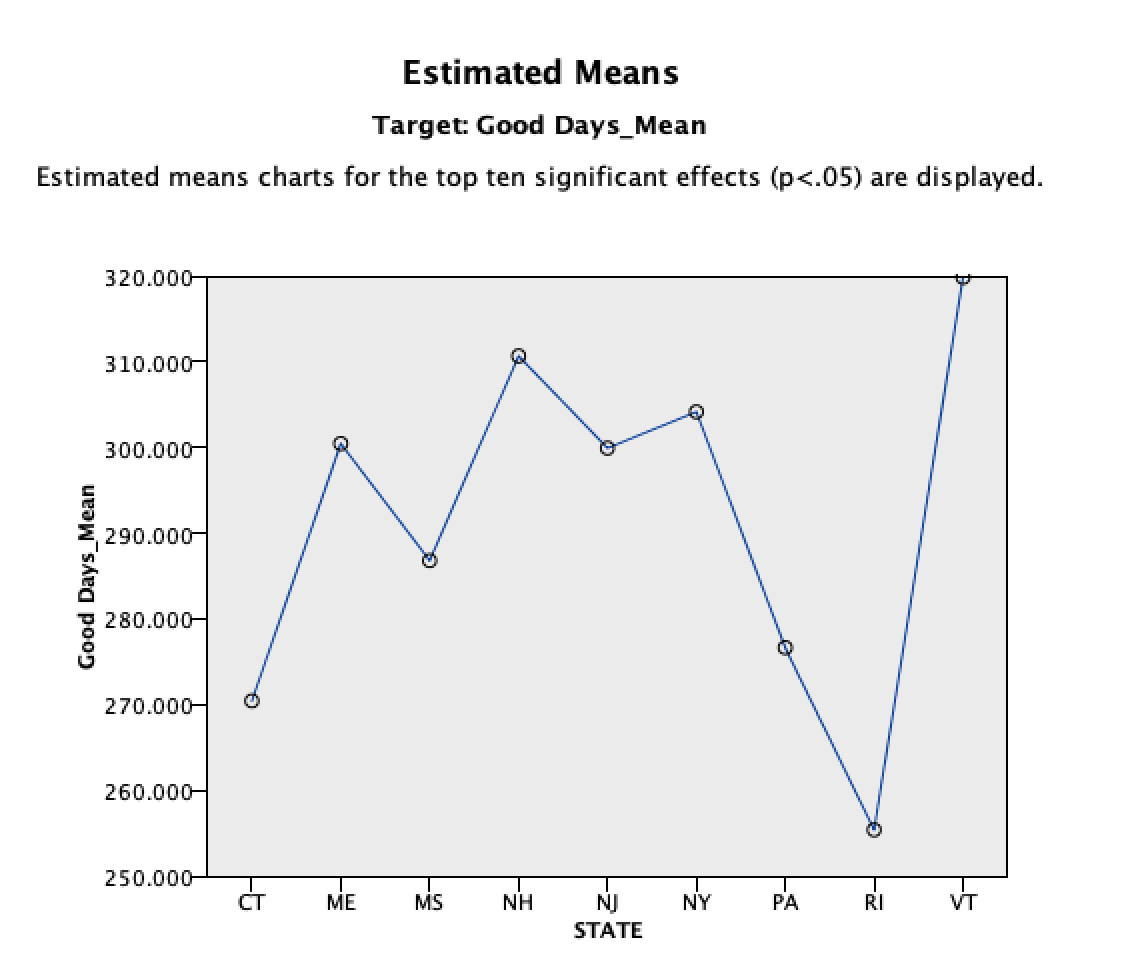 Estimated Means
Target: Good Days_Mean
Estimated means charts for the top ten significant effects (p<.05) are displayed.
320.000
310.000
300.000
290.000
280.000
270.000
260.000
250.000
Good Days_Mean
CT ME MS NH NJ NY PA RI VT
STATE